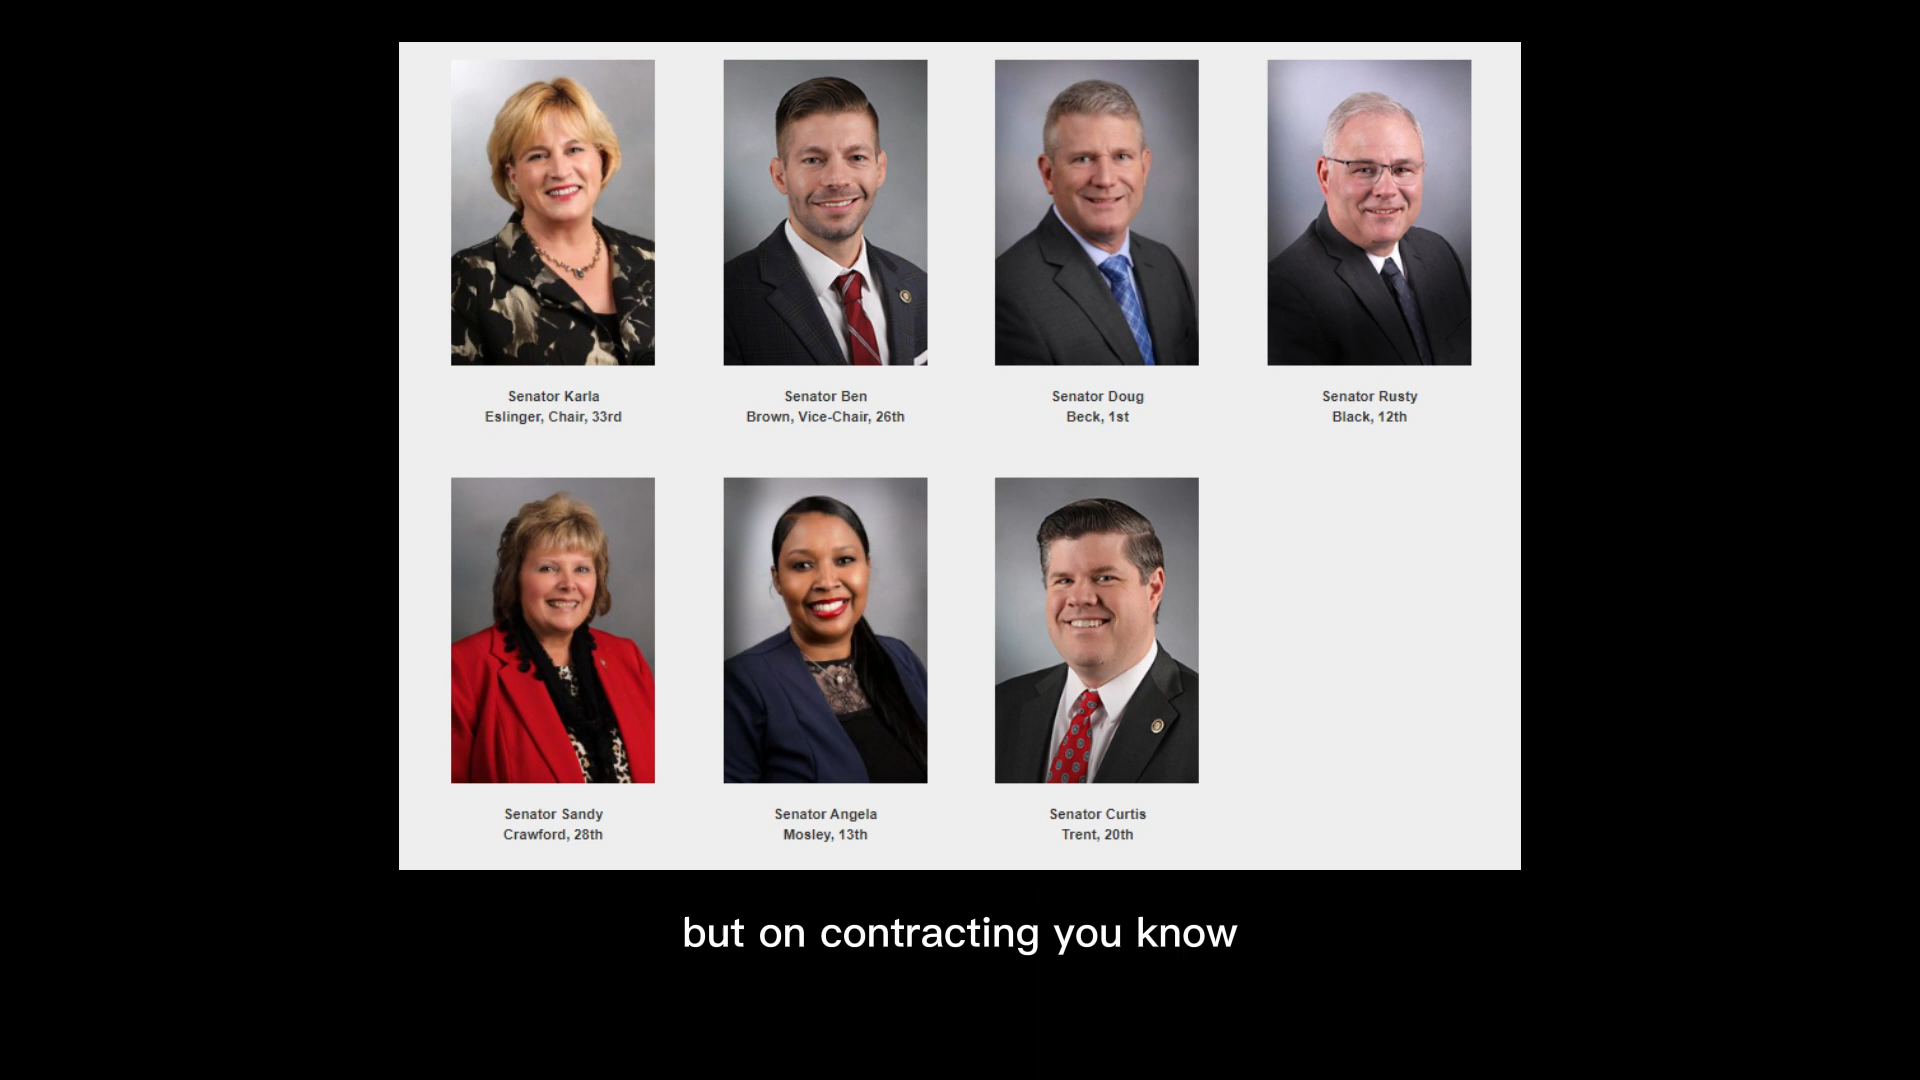 Senator Karla
Eslinger, Chair, 33rd
Senator Ben
Brown, Vice-Chair, 26th
Senator Doug
Beck, 1st
Senator Rusty
Black, 12th
Senator Sandy
Crawford, 28th
Senator Angela
Mosley, 13th
Senator Curtis
Trent, 20th
but on contracting you know